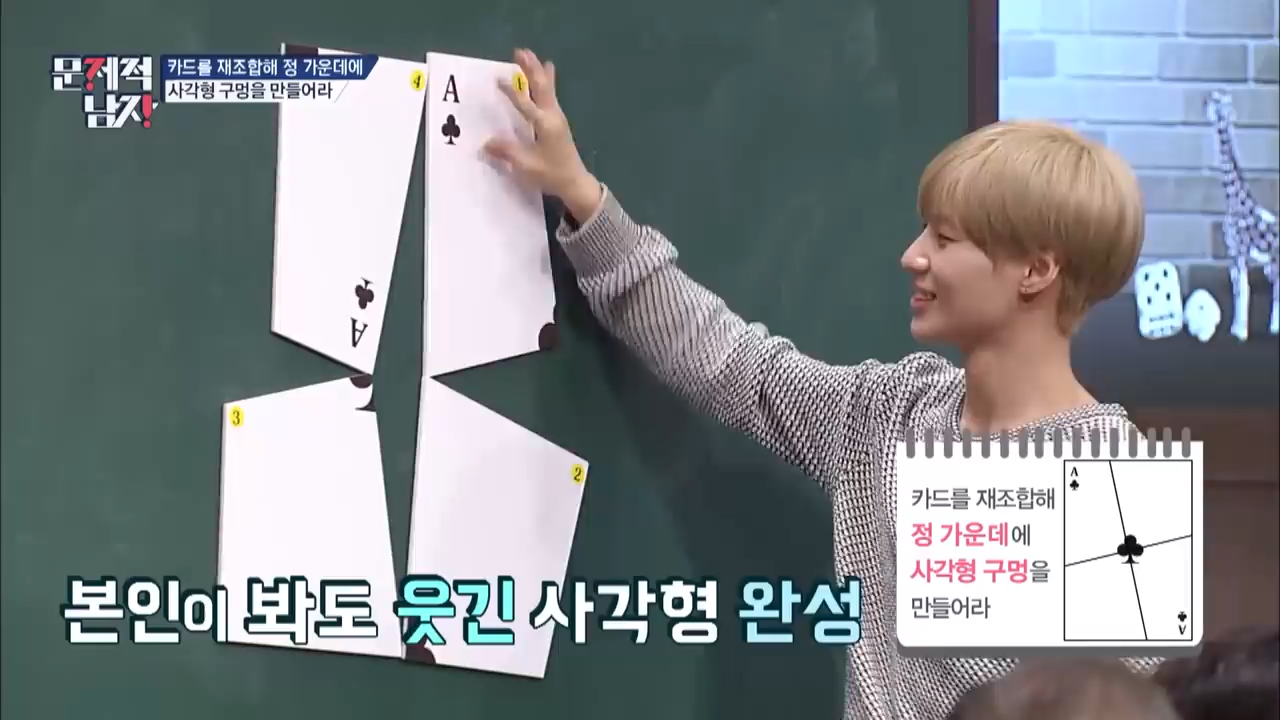 문제적
남자!
카드를 재조합해 정 가운데에
사각형 구멍을 만들어라
4
1
A
A
3
2
A
카드를 재조합해
정 가운데에
사각형 구멍을
만들어라
A
본인이 봐도 웃긴 사각형 완성